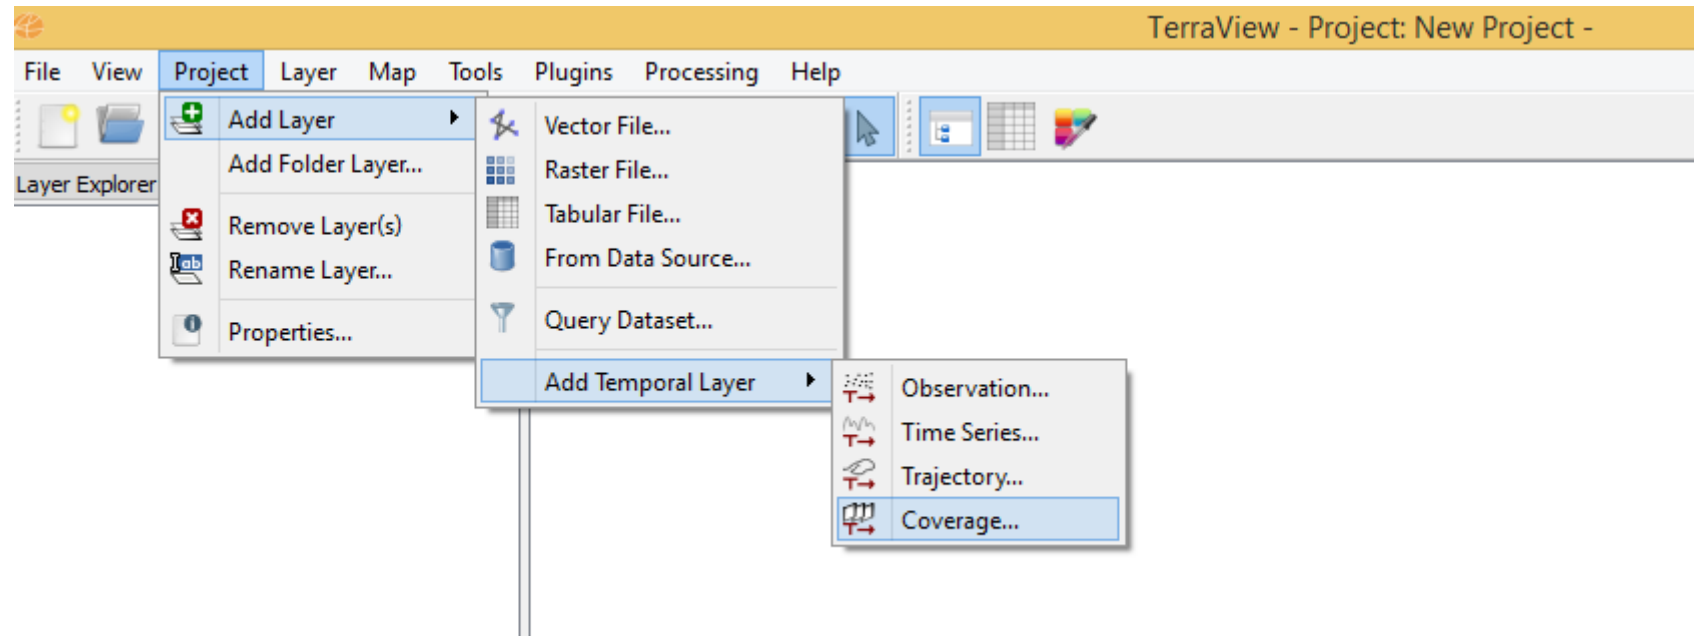 TerraView - Project: New Project -
File View Project Layer Map Tools Plugins Processing Help
Layer Explorer
Add Layer
Add Folder Layer...
Remove Layer(s)
Rename Layer...
Properties...
Vector File...
Raster File...
Tabular File...
From Data Source...
Query Dataset...
Add Temporal Layer
Observation...
Time Series...
Trajectory...
Coverage...